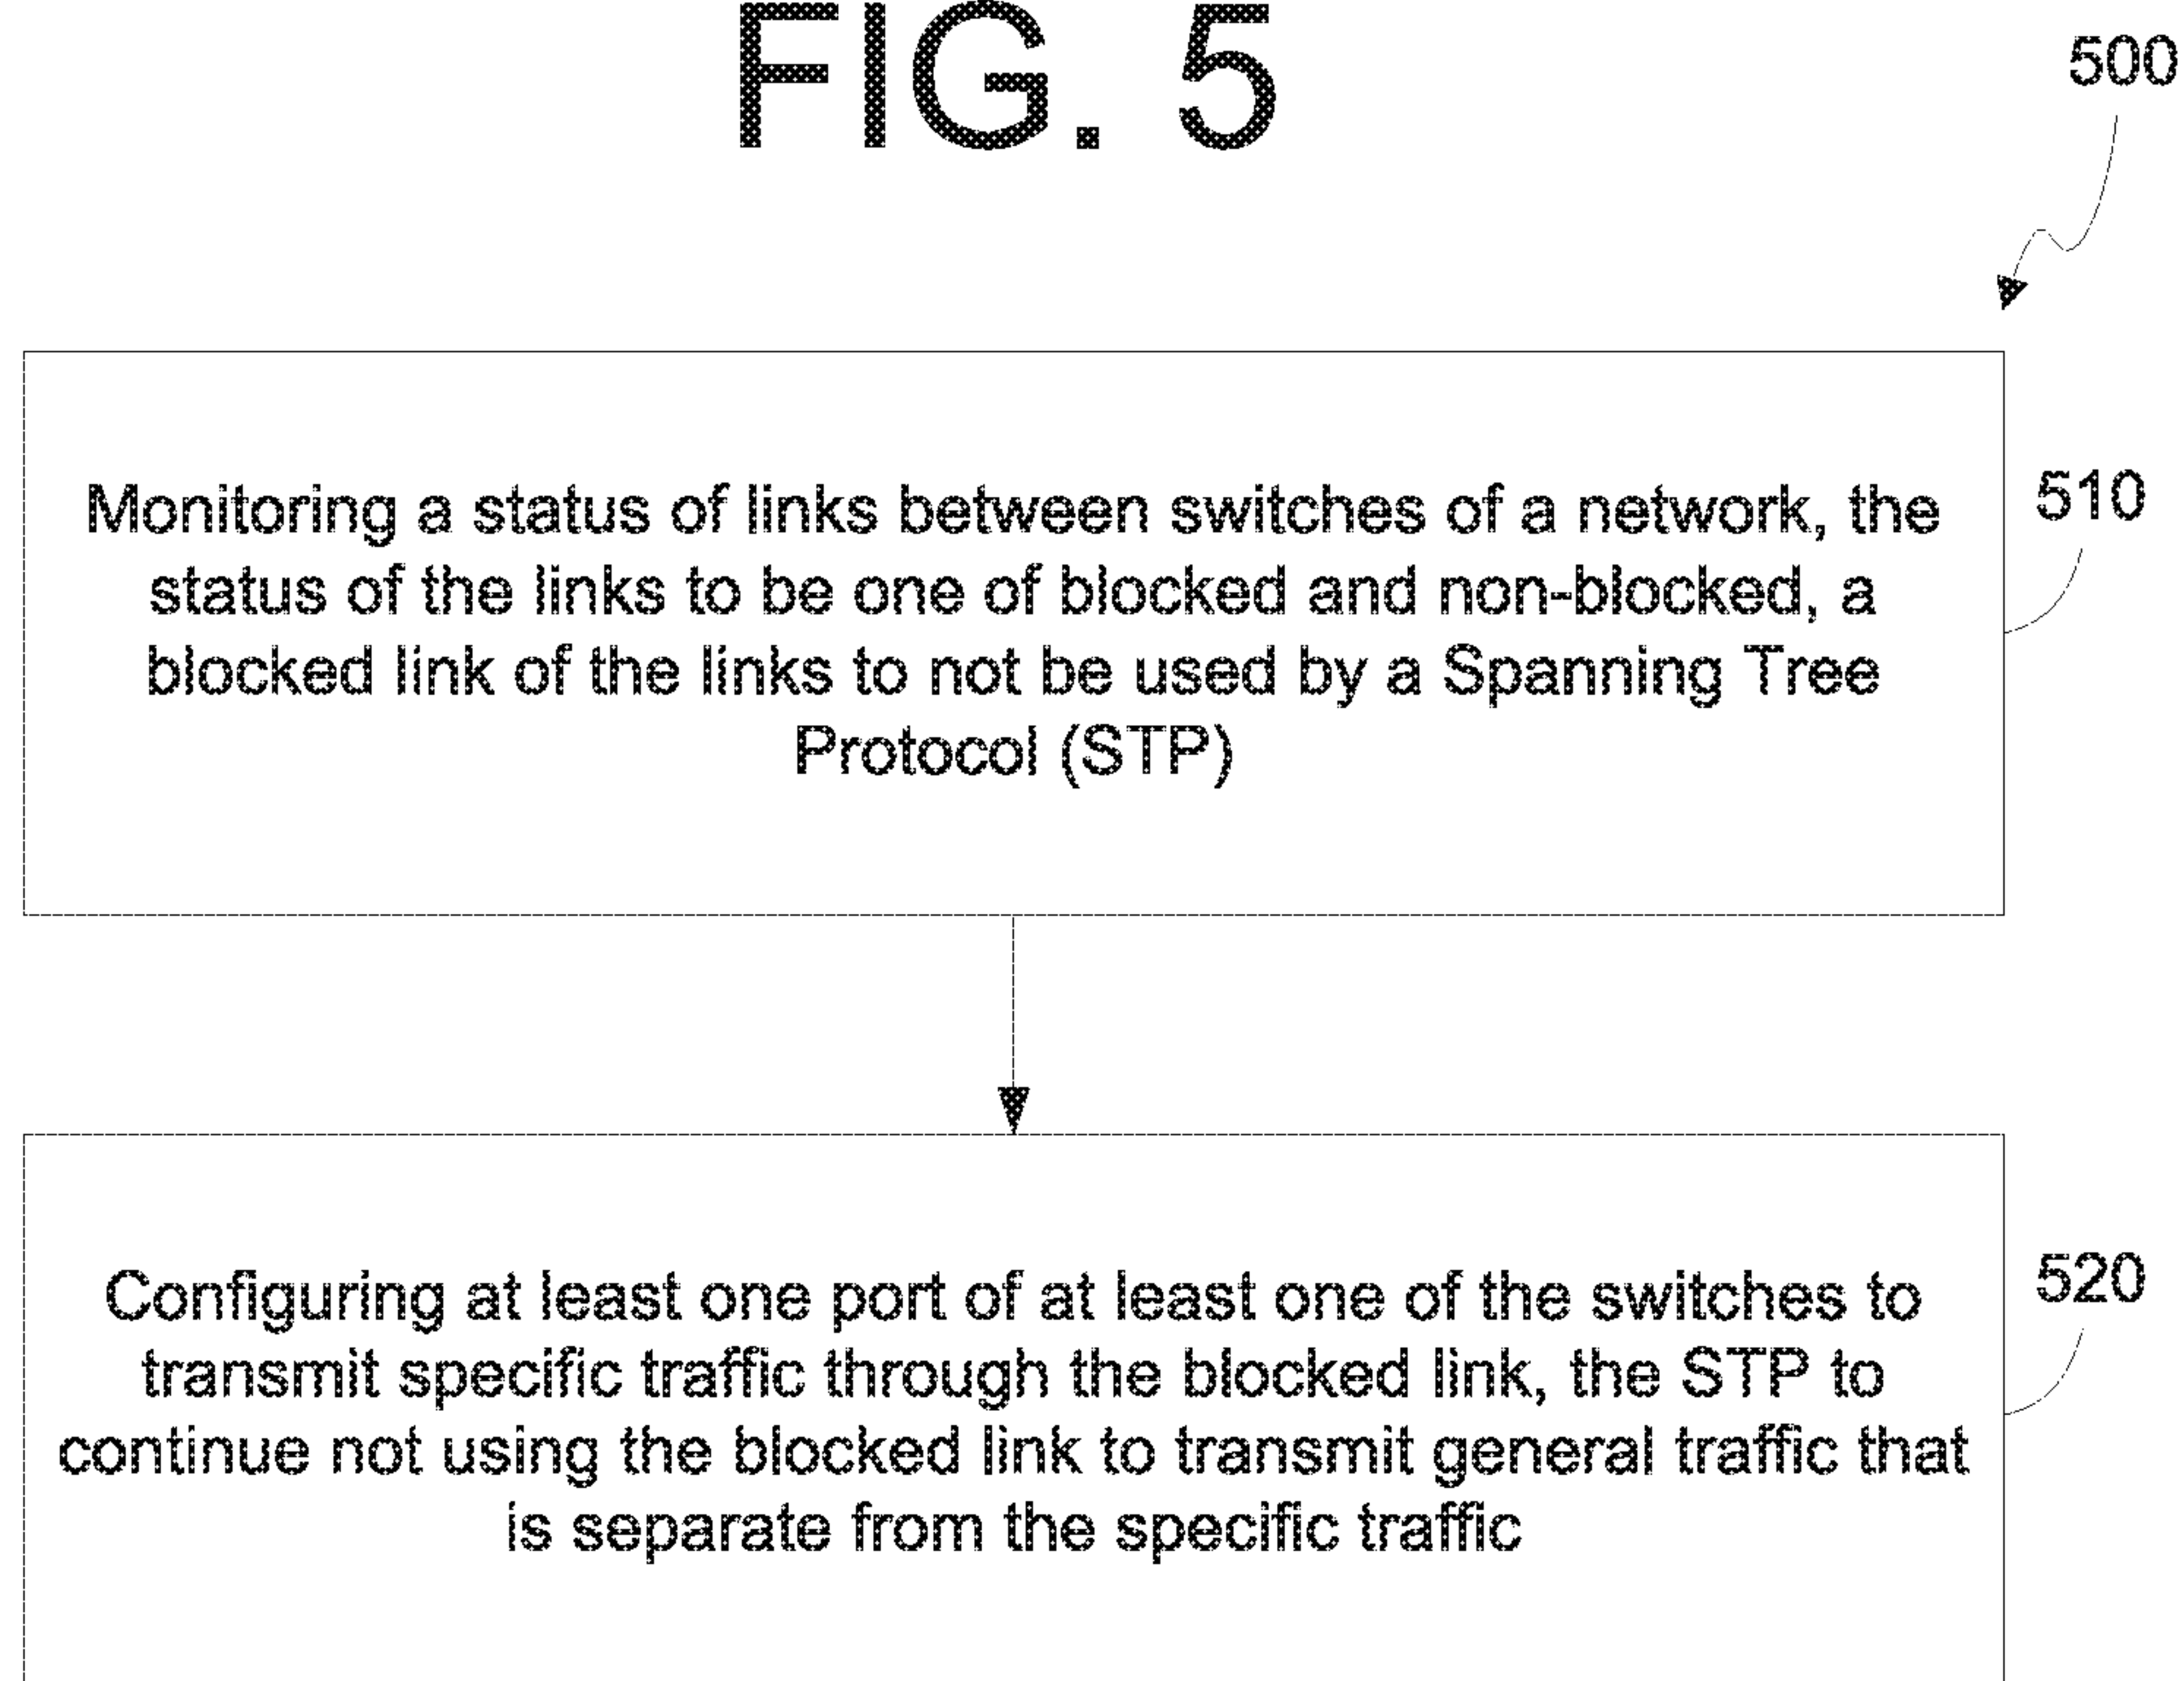 FIG. 5
500
Monitoring a status of links between switches of a network, the
status of the links to be one of blocked and non-blocked, a
blocked link of the links to not be used by a Spanning Tree
Protocol (STP)
510
Configuring at least one port of at least one of the switches to
transmit specific traffic through the blocked link, the STP to
continue not using the blocked link to transmit general traffic that
is separate from the specific traffic
520